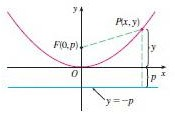 y
P(x, y)
F(0, p)
y
O
x
p
y = −p